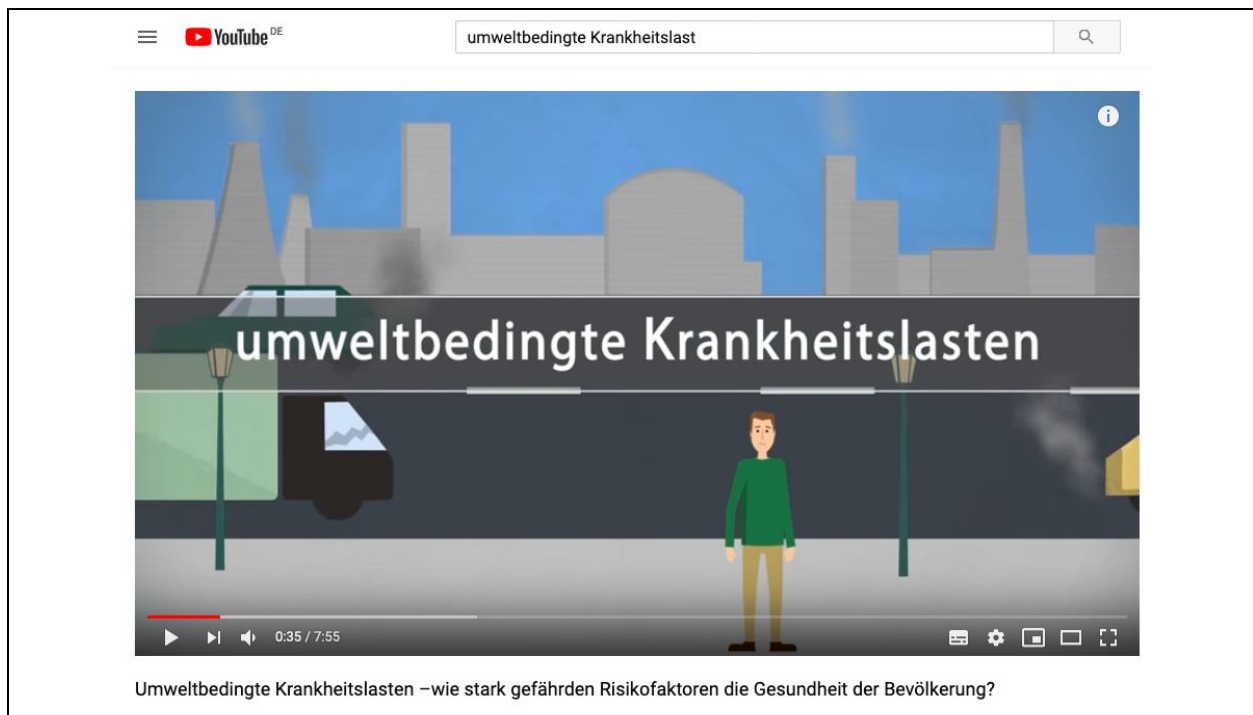 YouTube DE
umweltbedingte Krankheitslast
umweltbedingte Krankheitslasten
0:35 / 7:55
Umweltbedingte Krankheitslasten –wie stark gefährden Risikofaktoren die Gesundheit der Bevölkerung?